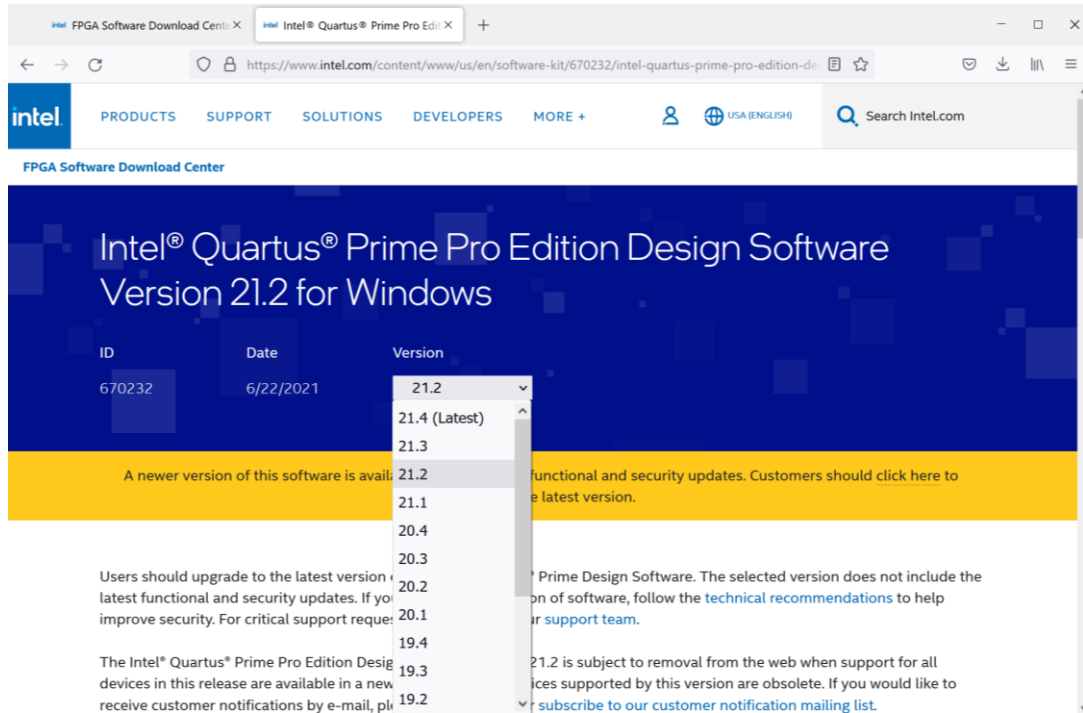 intel FPGA Software Download Cente
intel Intel® Quartus® Prime Pro Edit
https://www.intel.com/content/www/us/en/software-kit/670232/intel-quartus-prime-pro-edition-de
intel. PRODUCTS SUPPORT SOLUTIONS DEVELOPERS MORE + USA (ENGLISH) Search Intel.com
FPGA Software Download Center
Intel® Quartus® Prime Pro Edition Design Software
Version 21.2 for Windows
ID Date Version
670232 6/22/2021 21.2
21.4 (Latest)
21.3
21.2
21.1
20.4
20.3
20.2
20.1
19.4
19.3
19.2
A newer version of this software is avail functional and security updates. Customers should click here to
e latest version.
Users should upgrade to the latest version Prime Design Software. The selected version does not include the
latest functional and security updates. If you on of software, follow the technical recommendations to help
improve security. For critical support reques ur support team.
The Intel® Quartus® Prime Pro Edition Desig 21.2 is subject to removal from the web when support for all
devices in this release are available in a new ices supported by this version are obsolete. If you would like to
receive customer notifications by e-mail, pl r subscribe to our customer notification mailing list.